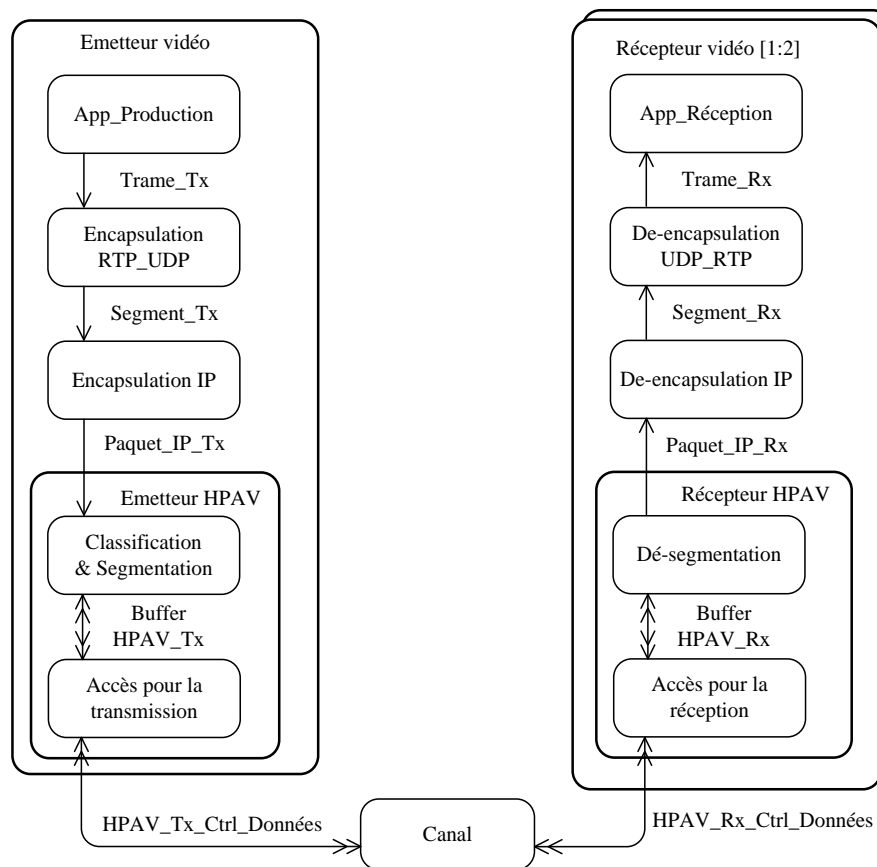 Emetteur vidéo
App_Production
Trame_Tx
Encapsulation
RTP_UDP
Segment_Tx
Encapsulation IP
Paquet_IP_Tx
Emetteur HPAV
Classification
& Segmentation
Buffer
HPAV_Tx
Accès pour la
transmission
HPAV_Tx_Ctrl_Données
Canal
Récepteur vidéo [1:2]
App_Réception
Trame_Rx
De-encapsulation
UDP_RTP
Segment_Rx
De-encapsulation IP
Paquet_IP_Rx
Récepteur HPAV
Dé-segmentation
Buffer
HPAV_Rx
Accès pour la
réception
HPAV_Rx_Ctrl_Données